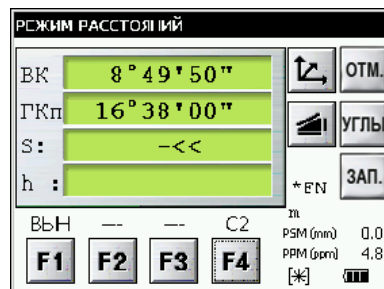 РЕЖИМ РАССТОЯНИЙ
ВК 8°49'50"
ГКп 16°38'00"
S: -<<
h :
ОТМ.
УГЛЫ
ЗАП.
*FN
m
PSM (mm) 0.0
PPM (ppm) 4.8
[*]
ВЫН --- --- С2
F1 F2 F3 F4